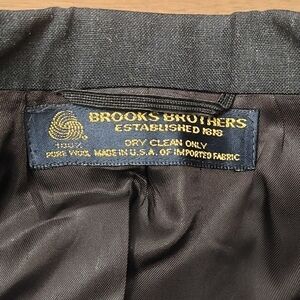 BROOKS BROTHERS
ESTABLISHED 1818
DRY CLEAN ONLY
100%
PURE WOOL MADE IN U.S.A. OF IMPORTED FABRIC